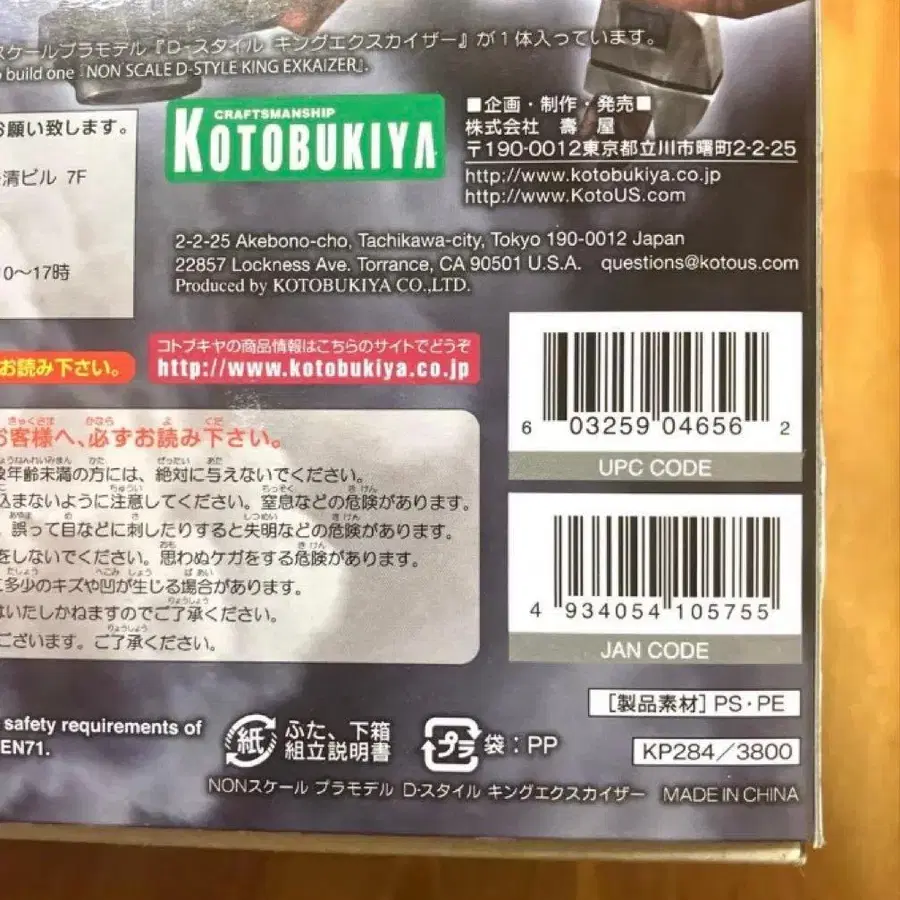 スケールプラモデル『D-スタイル キングエクスカイザー』が1体入っています。
build one『NON SCALE D-STYLE KING EXKAIZER』.
お願い致します。
清ビル 7F
0〜17時
CRAFTSMANSHIP
KOTOBUKIYA
■企画・制作・発売■
株式会社 壽 屋
〒190-0012東京都立川市曙町2-2-25
http://www.kotobukiya.co.jp
http://www.KotoUS.com
2-2-25 Akebono-cho, Tachikawa-city, Tokyo 190-0012 Japan
22857 Lockness Ave. Torrance, CA 90501 U.S.A. questions@kotous.com
Produced by KOTOBUKIYA CO.,LTD.
お読み下さい。
コトブキヤの商品情報はこちらのサイトでどうぞ
http://www.kotobukiya.co.jp
6 03259 04656 2
UPC CODE
4 934054 105755
JAN CODE
お客様へ、必ずお読み下さい。
年齢未満の方には、絶対に与えないでください。
込まないように注意してください。窒息などの危険があります。
誤って目などに刺したりすると失明などの危険があります。
をしないでください。思わぬケガをする危険があります。
多少のキズや凹が生じる場合があります。
はいたしかねますのでご了承ください。
ございます。ご了承ください。
[製品素材] PS・PE
safety requirements of
EN71.
紙 ふた、下箱
組立説明書
プラ 袋：PP
KP284／3800
NONスケール プラモデル D-スタイル キングエクスカイザー MADE IN CHINA